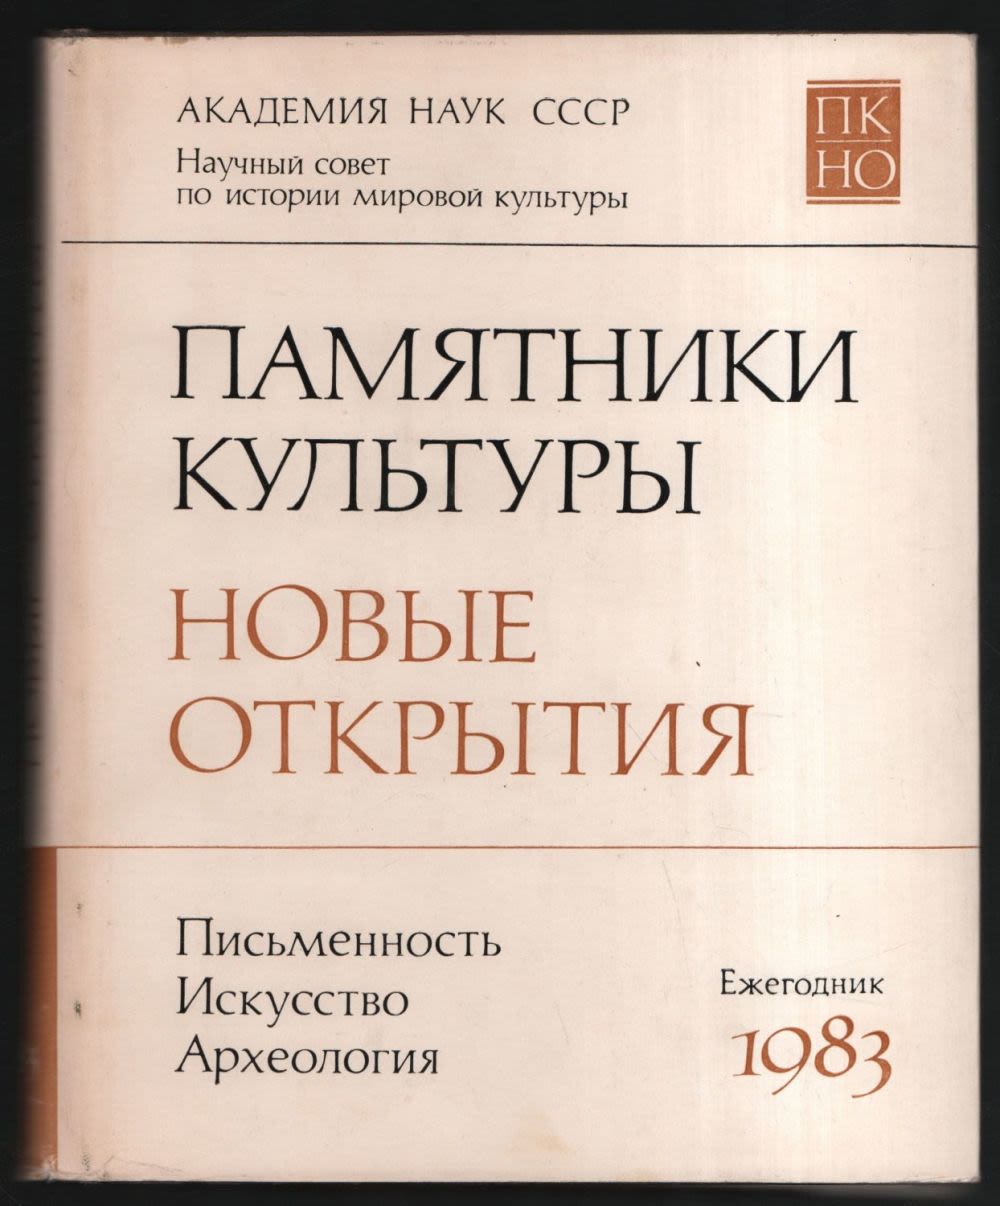 АКАДЕМИЯ НАУК СССР
Научный совет
по истории мировой культуры
ПК
НО
ПАМЯТНИКИ
КУЛЬТУРЫ
НОВЫЕ
ОТКРЫТИЯ
Письменность
Искусство
Археология
Ежегодник
1983